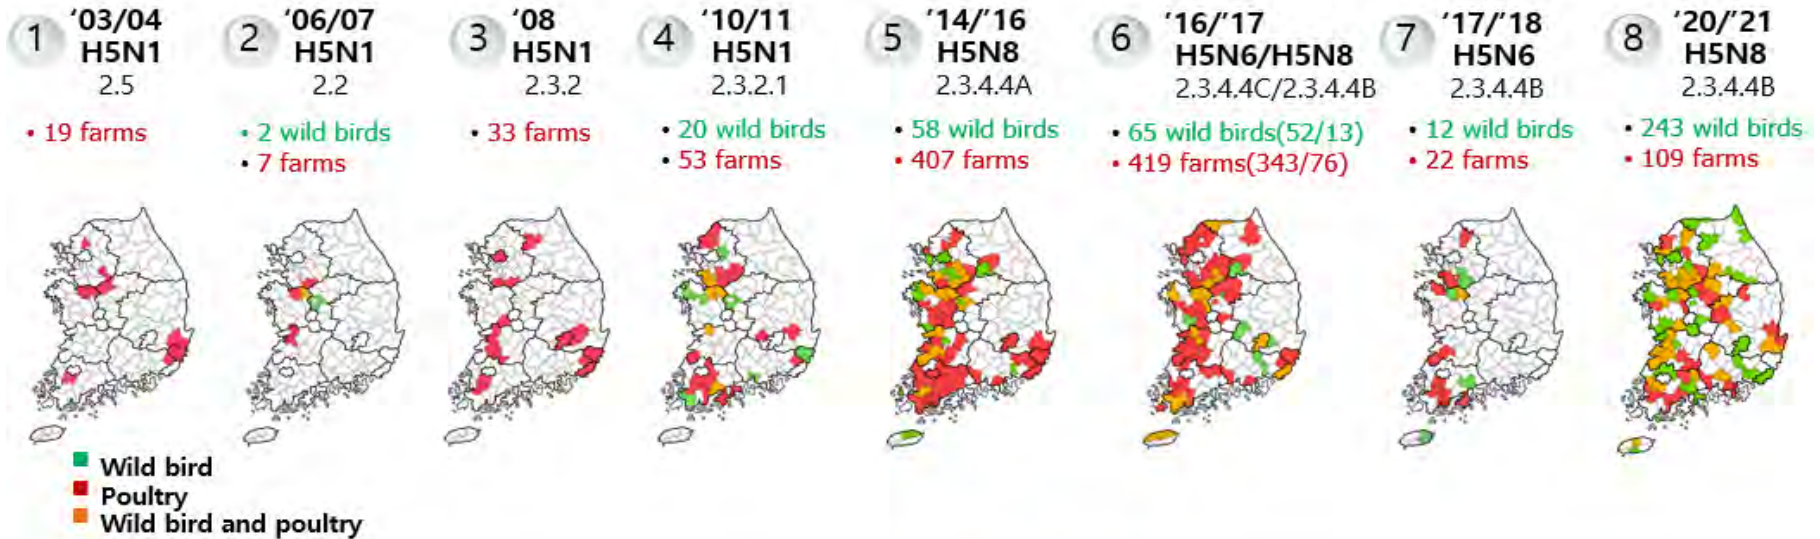 1
‘03/04
H5N1
2.5
• 19 farms
2
‘06/07
H5N1
2.2
• 2 wild birds
• 7 farms
3
‘08
H5N1
2.3.2
• 33 farms
4
‘10/11
H5N1
2.3.2.1
• 20 wild birds
• 53 farms
5
’14/’16
H5N8
2.3.4.4A
• 58 wild birds
• 407 farms
6
’16/’17
H5N6/H5N8
2.3.4.4C/2.3.4.4B
• 65 wild birds(52/13)
• 419 farms(343/76)
7
’17/’18
H5N6
2.3.4.4B
• 12 wild birds
• 22 farms
8
’20/’21
H5N8
2.3.4.4B
• 243 wild birds
• 109 farms
Wild bird
Poultry
Wild bird and poultry